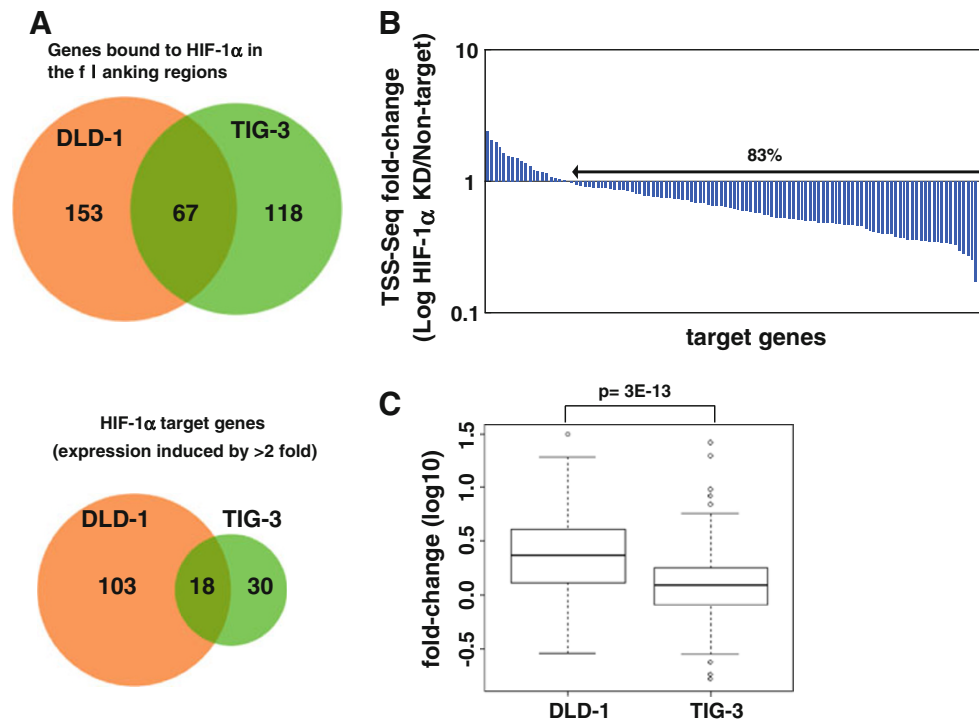 A
Genes bound to HIF-1α in
the f l anking regions
DLD-1
TIG-3
153
67
118
HIF-1α target genes
(expression induced by >2 fold)
DLD-1
TIG-3
103
18
30
B
TSS-Seq fold-change
(Log HIF-1α KD/Non-target)
10
1
0.1
83%
target genes
C
p= 3E-13
fold-change (log10)
1.5
1.0
0.5
0.0
-0.5
DLD-1
TIG-3